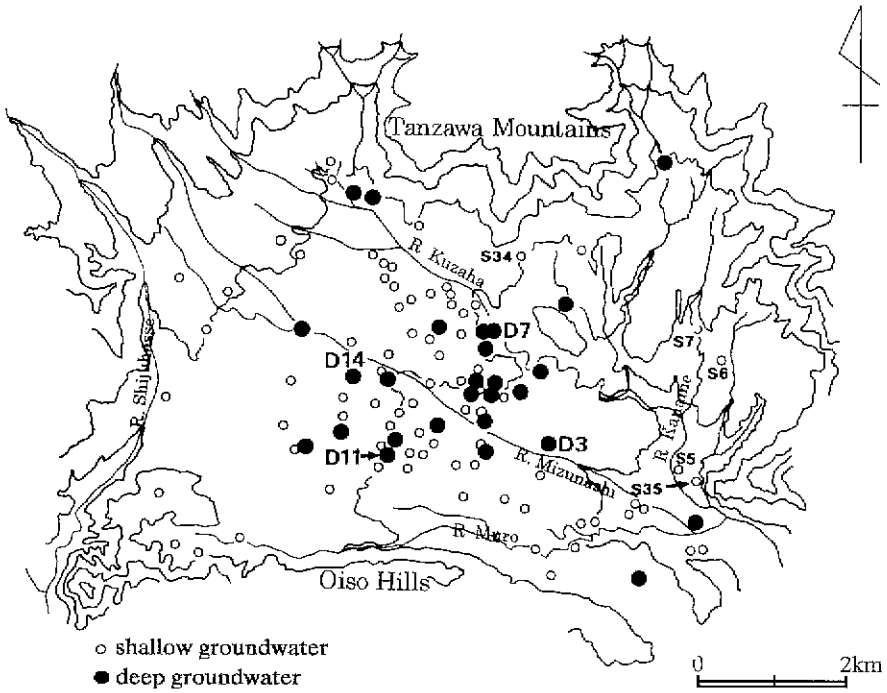 Tanzawa Mountains
R. Kuzaha
S34
R. Shijuhasse
D7
S7
D14
S6
R. Kaname
D3
D11
R. Mizunashi
S5
S35
R. Muro
Oiso Hills
shallow groundwater
deep groundwater
0 2km